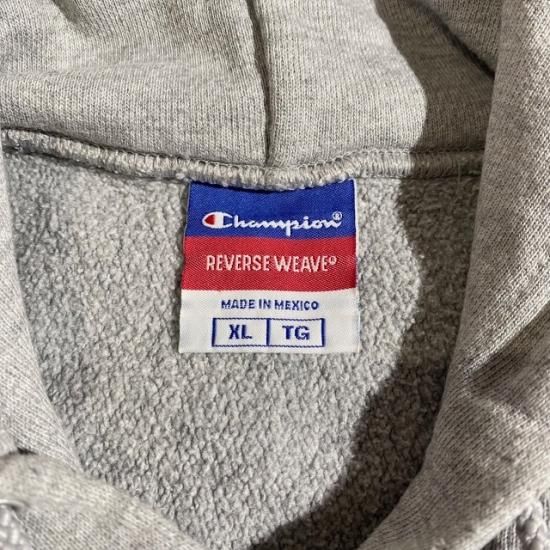 Champion®
REVERSE WEAVE®
MADE IN MEXICO
XL TG